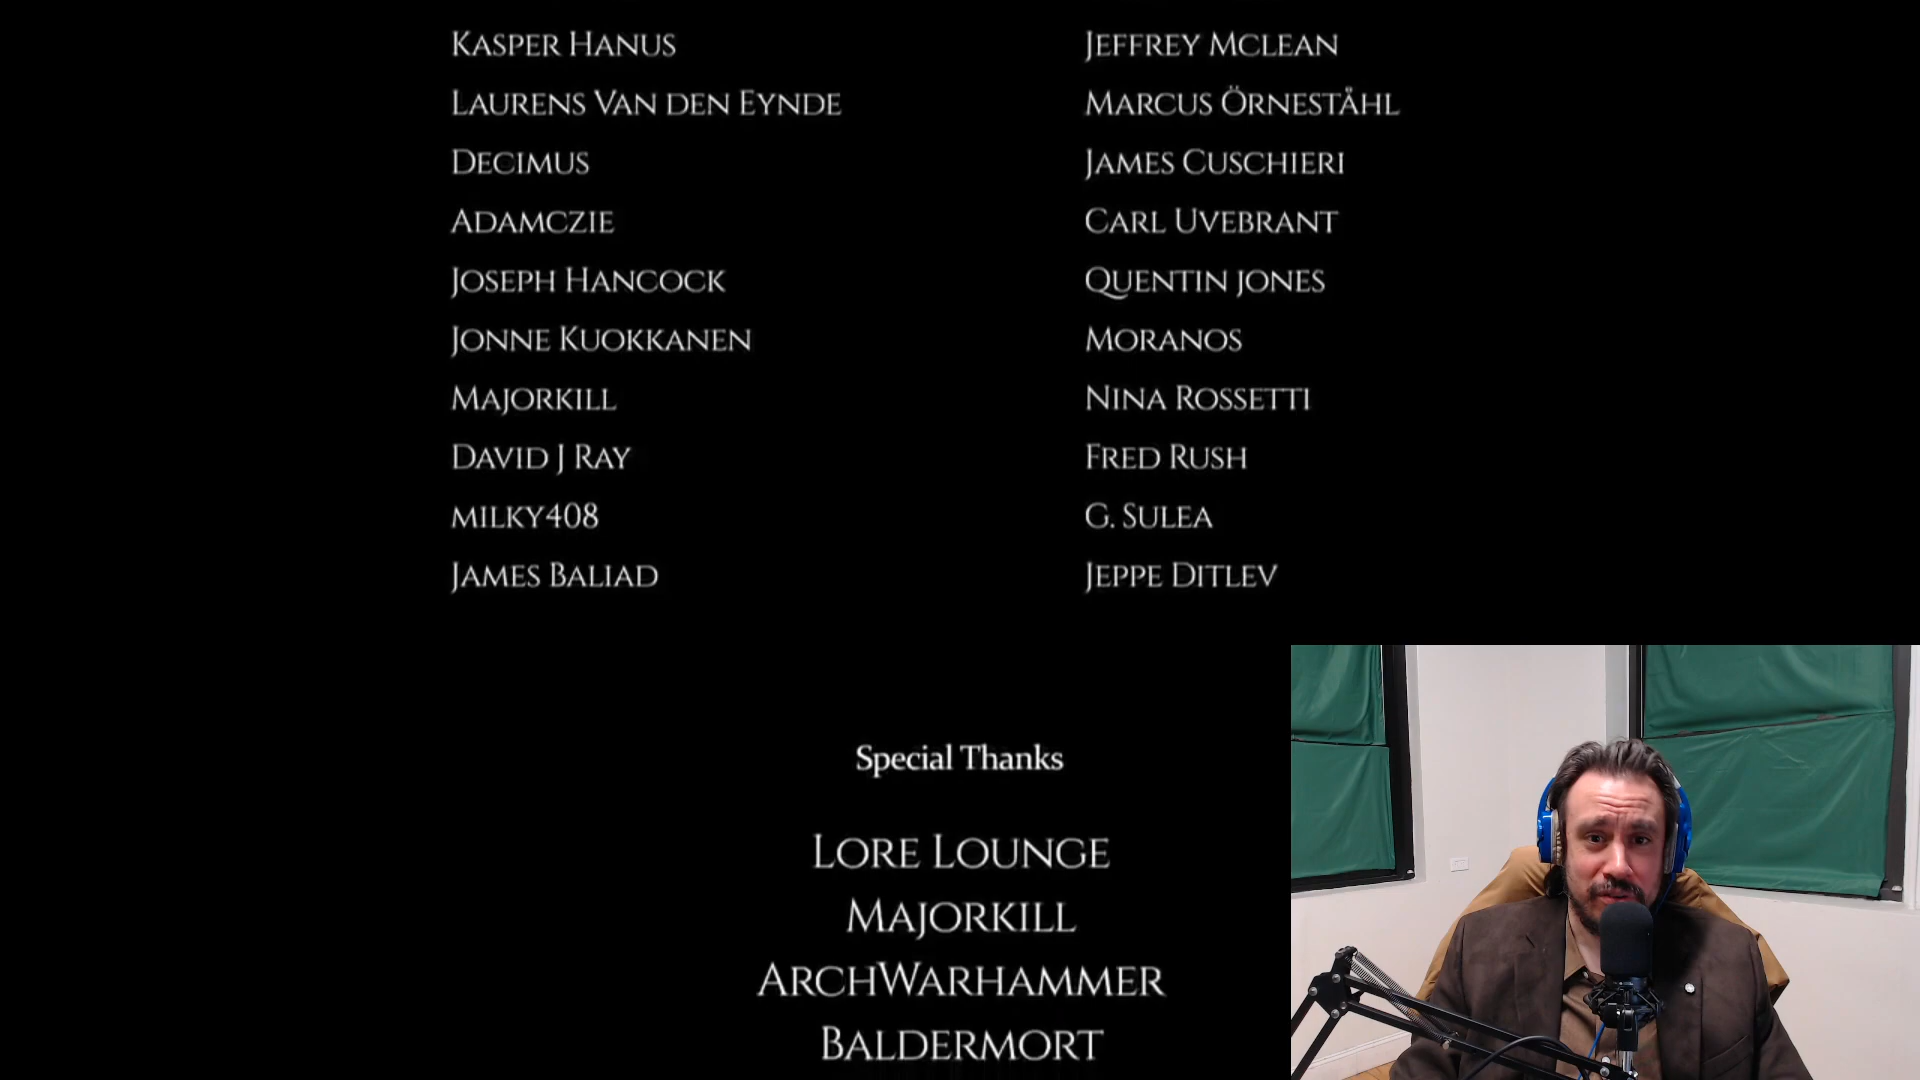 Kasper Hanus
Jeffrey Mclean
Laurens Van den Eynde
Marcus Örneståhl
Decimus
James Cuschieri
Adamczie
Carl Uvebrant
Joseph Hancock
Quentin jones
Jonne Kuokkanen
Moranos
Majorkill
Nina Rossetti
David J Ray
Fred Rush
milky408
G. Sulea
James Baliad
Jeppe Ditlev
Special Thanks
Lore Lounge
Majorkill
ArchWarhammer
Baldermort